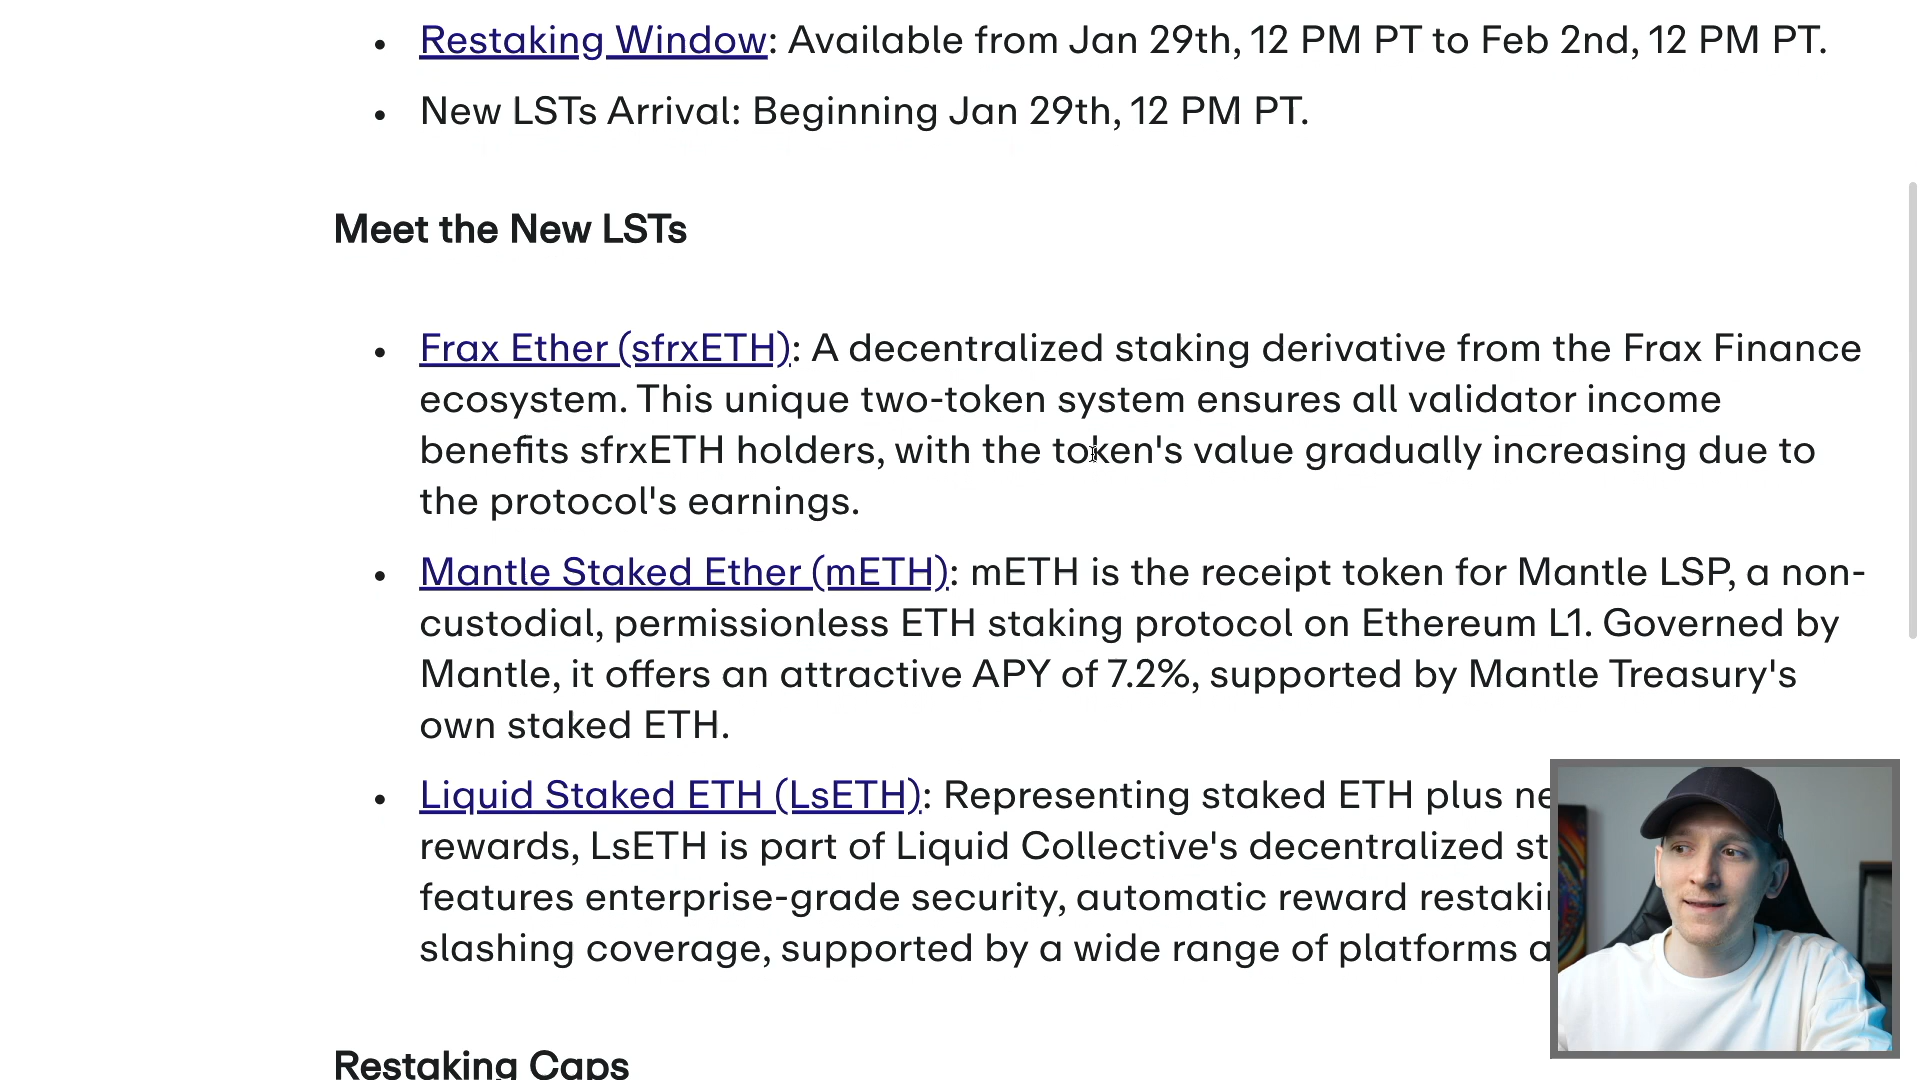 • Restaking Window: Available from Jan 29th, 12 PM PT to Feb 2nd, 12 PM PT.
• New LSTs Arrival: Beginning Jan 29th, 12 PM PT.
Meet the New LSTs
• Frax Ether (sfrxETH): A decentralized staking derivative from the Frax Finance
ecosystem. This unique two-token system ensures all validator income
benefits sfrxETH holders, with the token's value gradually increasing due to
the protocol's earnings.
• Mantle Staked Ether (mETH): mETH is the receipt token for Mantle LSP, a non-
custodial, permissionless ETH staking protocol on Ethereum L1. Governed by
Mantle, it offers an attractive APY of 7.2%, supported by Mantle Treasury's
own staked ETH.
• Liquid Staked ETH (LsETH): Representing staked ETH plus
rewards, LsETH is part of Liquid Collective's decentralized
features enterprise-grade security, automatic reward
slashing coverage, supported by a wide range of platforms
Restaking Caps